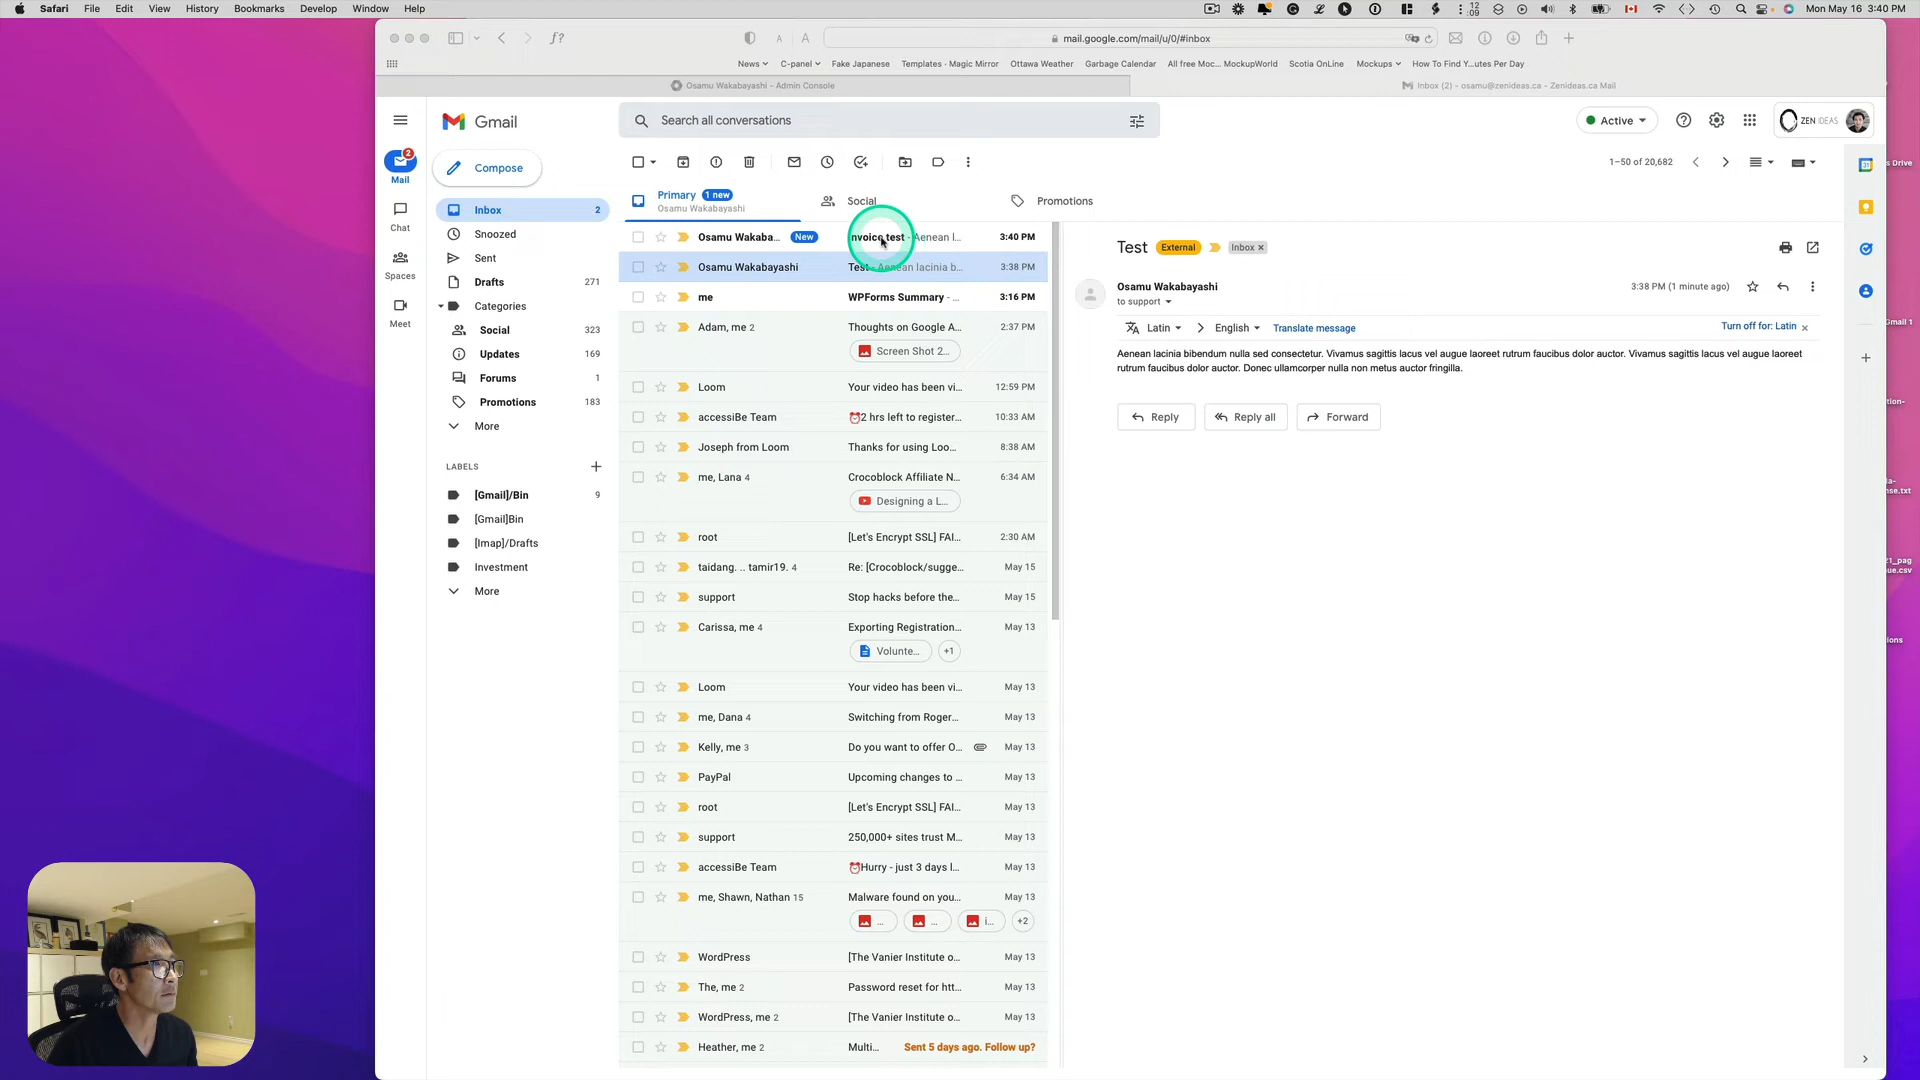 Safari File Edit View History Bookmarks Develop Window Help
12
09
Mon May 16 3:40 PM
mail.google.com/mail/u/0/#inbox
News C-panel Fake Japanese Templates · Magic Mirror Ottawa Weather Garbage Calendar All free Moc... MockupWorld Scotia OnLine Mockups How To Find Y...utes Per Day
Osamu Wakabayashi - Admin Console
Inbox (2) - osamu@zenideas.ca - Zenideas.ca Mail
Gmail
Search all conversations
Active
ZEN IDEAS
2
Mail
Chat
Spaces
Meet
Compose
Inbox 2
Snoozed
Sent
Drafts 271
Categories
Social 323
Updates 169
Forums 1
Promotions 183
More
LABELS
[Gmail]/Bin 9
[Gmail]Bin
[Imap]/Drafts
Investment
More
1–50 of 20,682
Primary 1 new
Osamu Wakabayashi
Social
Promotions
Osamu Wakaba... New nvoice test - Aenean l... 3:40 PM
Osamu Wakabayashi Test - Aenean lacinia b... 3:38 PM
me WPForms Summary - ... 3:16 PM
Adam, me 2 Thoughts on Google A... 2:37 PM
Screen Shot 2...
Loom Your video has been vi... 12:59 PM
accessiBe Team ⏰2 hrs left to register... 10:33 AM
Joseph from Loom Thanks for using Loo... 8:38 AM
me, Lana 4 Crocoblock Affiliate N... 6:34 AM
Designing a L...
root [Let's Encrypt SSL] FAI... 2:30 AM
taidang. .. tamir19. 4 Re: [Crocoblock/sugge... May 15
support Stop hacks before the... May 15
Carissa, me 4 Exporting Registration... May 13
Volunte... +1
Loom Your video has been vi... May 13
me, Dana 4 Switching from Roger... May 13
Kelly, me 3 Do you want to offer O... May 13
PayPal Upcoming changes to ... May 13
root [Let's Encrypt SSL] FAI... May 13
support 250,000+ sites trust M... May 13
accessiBe Team ⏰Hurry - just 3 days l... May 13
me, Shawn, Nathan 15 Malware found on you... May 13
... ... i... +2
WordPress [The Vanier Institute o... May 13
The, me 2 Password reset for htt... May 13
WordPress, me 2 [The Vanier Institute o... May 13
Heather, me 2 Multi... Sent 5 days ago. Follow up?
Test External Inbox ×
Osamu Wakabayashi 3:38 PM (1 minute ago)
to support
Latin > English Translate message Turn off for: Latin ×
Aenean lacinia bibendum nulla sed consectetur. Vivamus sagittis lacus vel augue laoreet rutrum faucibus dolor auctor. Vivamus sagittis lacus vel augue laoreet
rutrum faucibus dolor auctor. Donec ullamcorper nulla non metus auctor fringilla.
Reply Reply all Forward
s Drive
Gmail 1
tion-
ia-
nse.txt
21_pag
ue.csv
ions